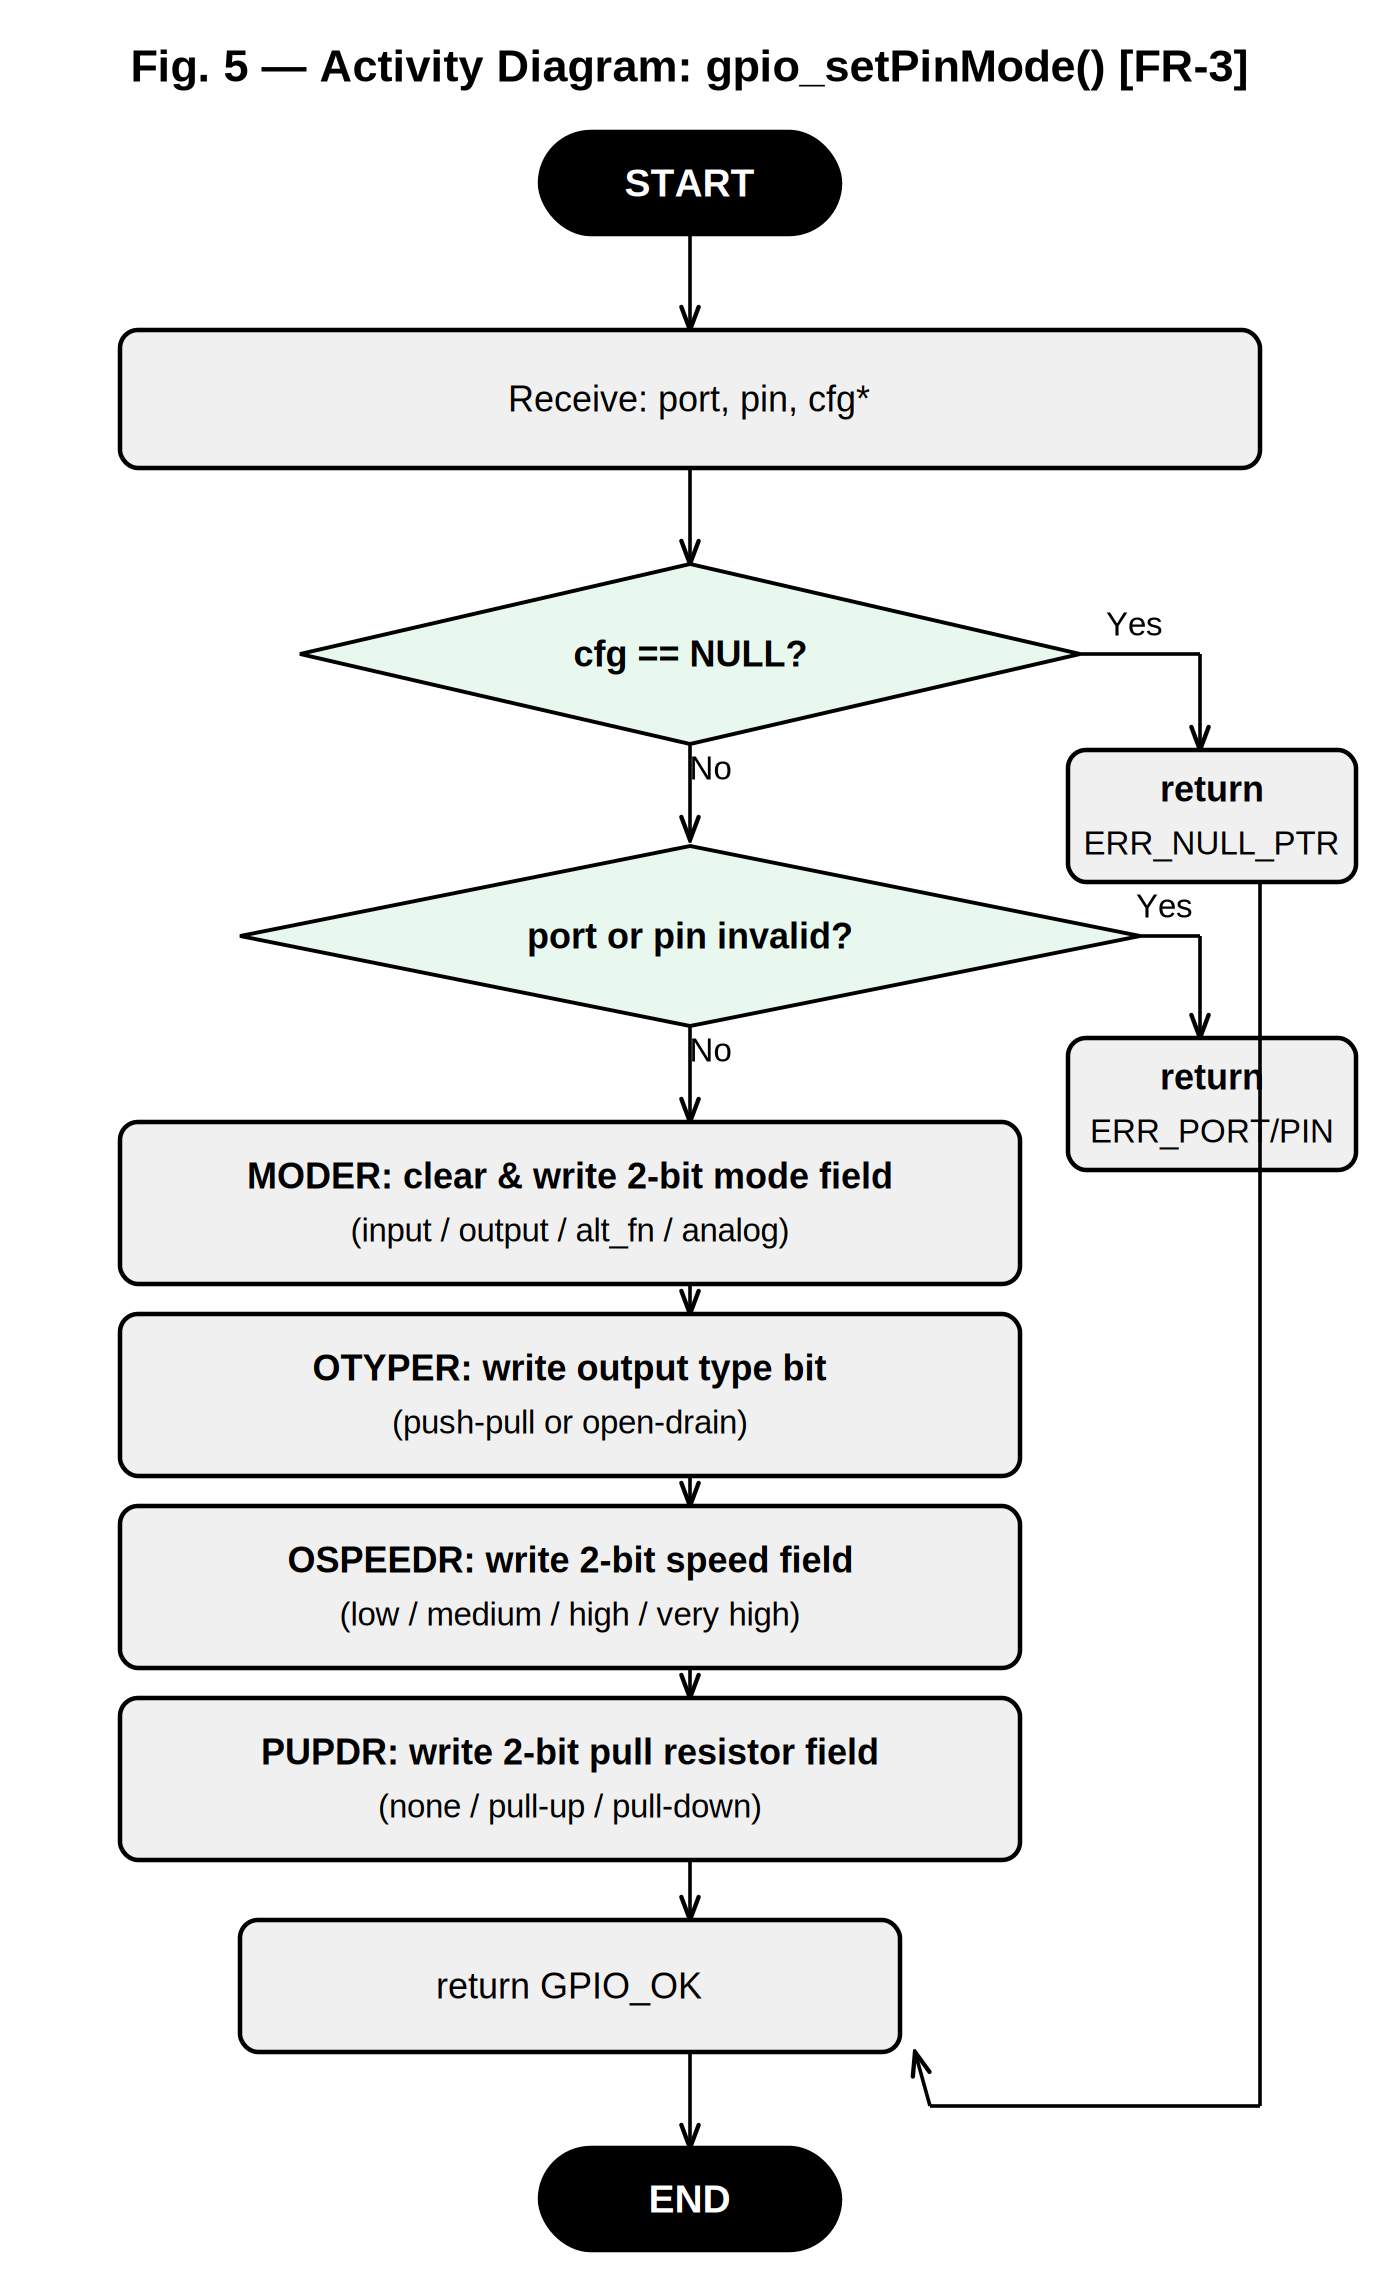 Fig. 5 — Activity Diagram: gpio_setPinMode() [FR-3]
START
Receive: port, pin, cfg*
cfg == NULL?
Yes
No
return
ERR_NULL_PTR
port or pin invalid?
Yes
No
return
ERR_PORT/PIN
MODER: clear & write 2-bit mode field
(input / output / alt_fn / analog)
OTYPER: write output type bit
(push-pull or open-drain)
OSPEEDR: write 2-bit speed field
(low / medium / high / very high)
PUPDR: write 2-bit pull resistor field
(none / pull-up / pull-down)
return GPIO_OK
END